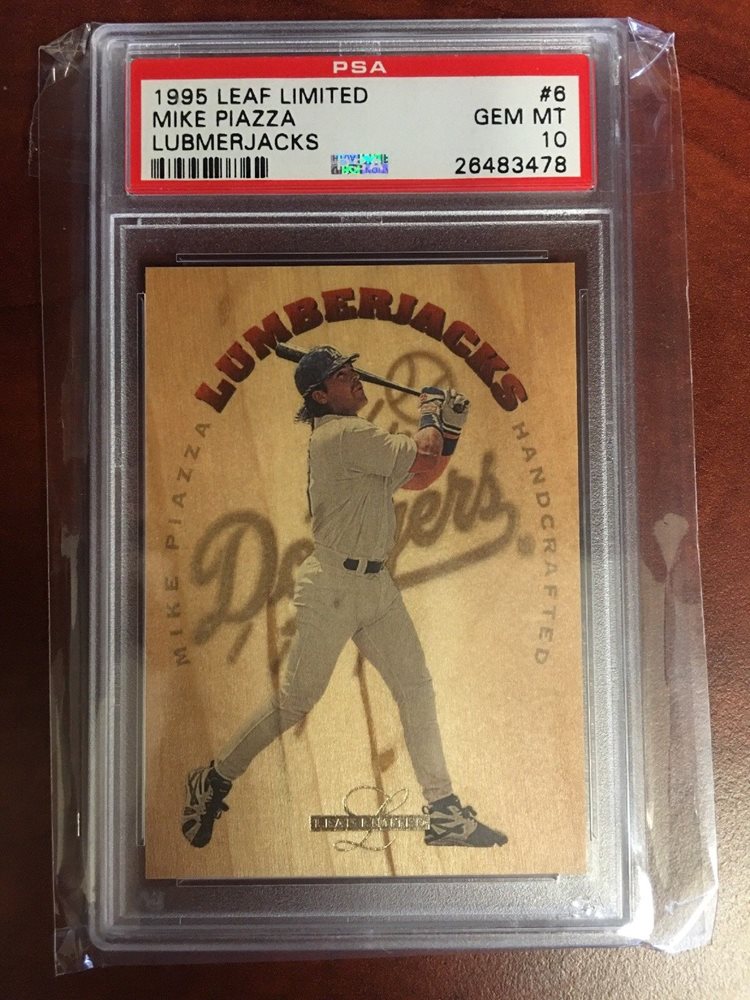 PSA
1995 LEAF LIMITED #6
MIKE PIAZZA GEM MT
LUBMERJACKS 10
26483478
LUMBERJACKS
MIKE PIAZZA
HANDCRAFTED
Dodgers
L
LEAF LIMITED